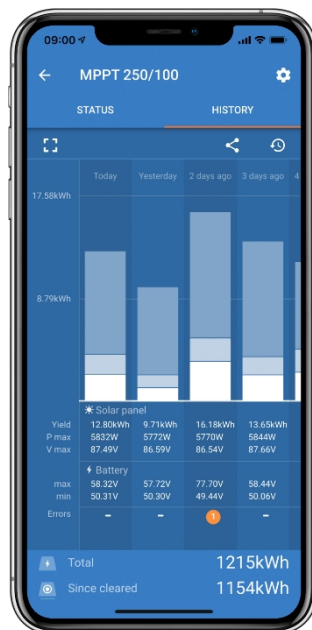 09:00
MPPT 250/100
STATUS HISTORY
Today Yesterday 2 days ago 3 days ago 4
17.58kWh
8.79kWh
Solar panel
Yield 12.80kWh 9.71kWh 16.18kWh 13.65kWh
P max 5832W 5772W 5770W 5844W
V max 87.49V 86.59V 86.54V 87.66V
Battery
max 58.32V 57.72V 77.70V 58.44V
min 50.31V 50.30V 49.44V 50.06V
Errors – – 1 –
Total 1215kWh
Since cleared 1154kWh